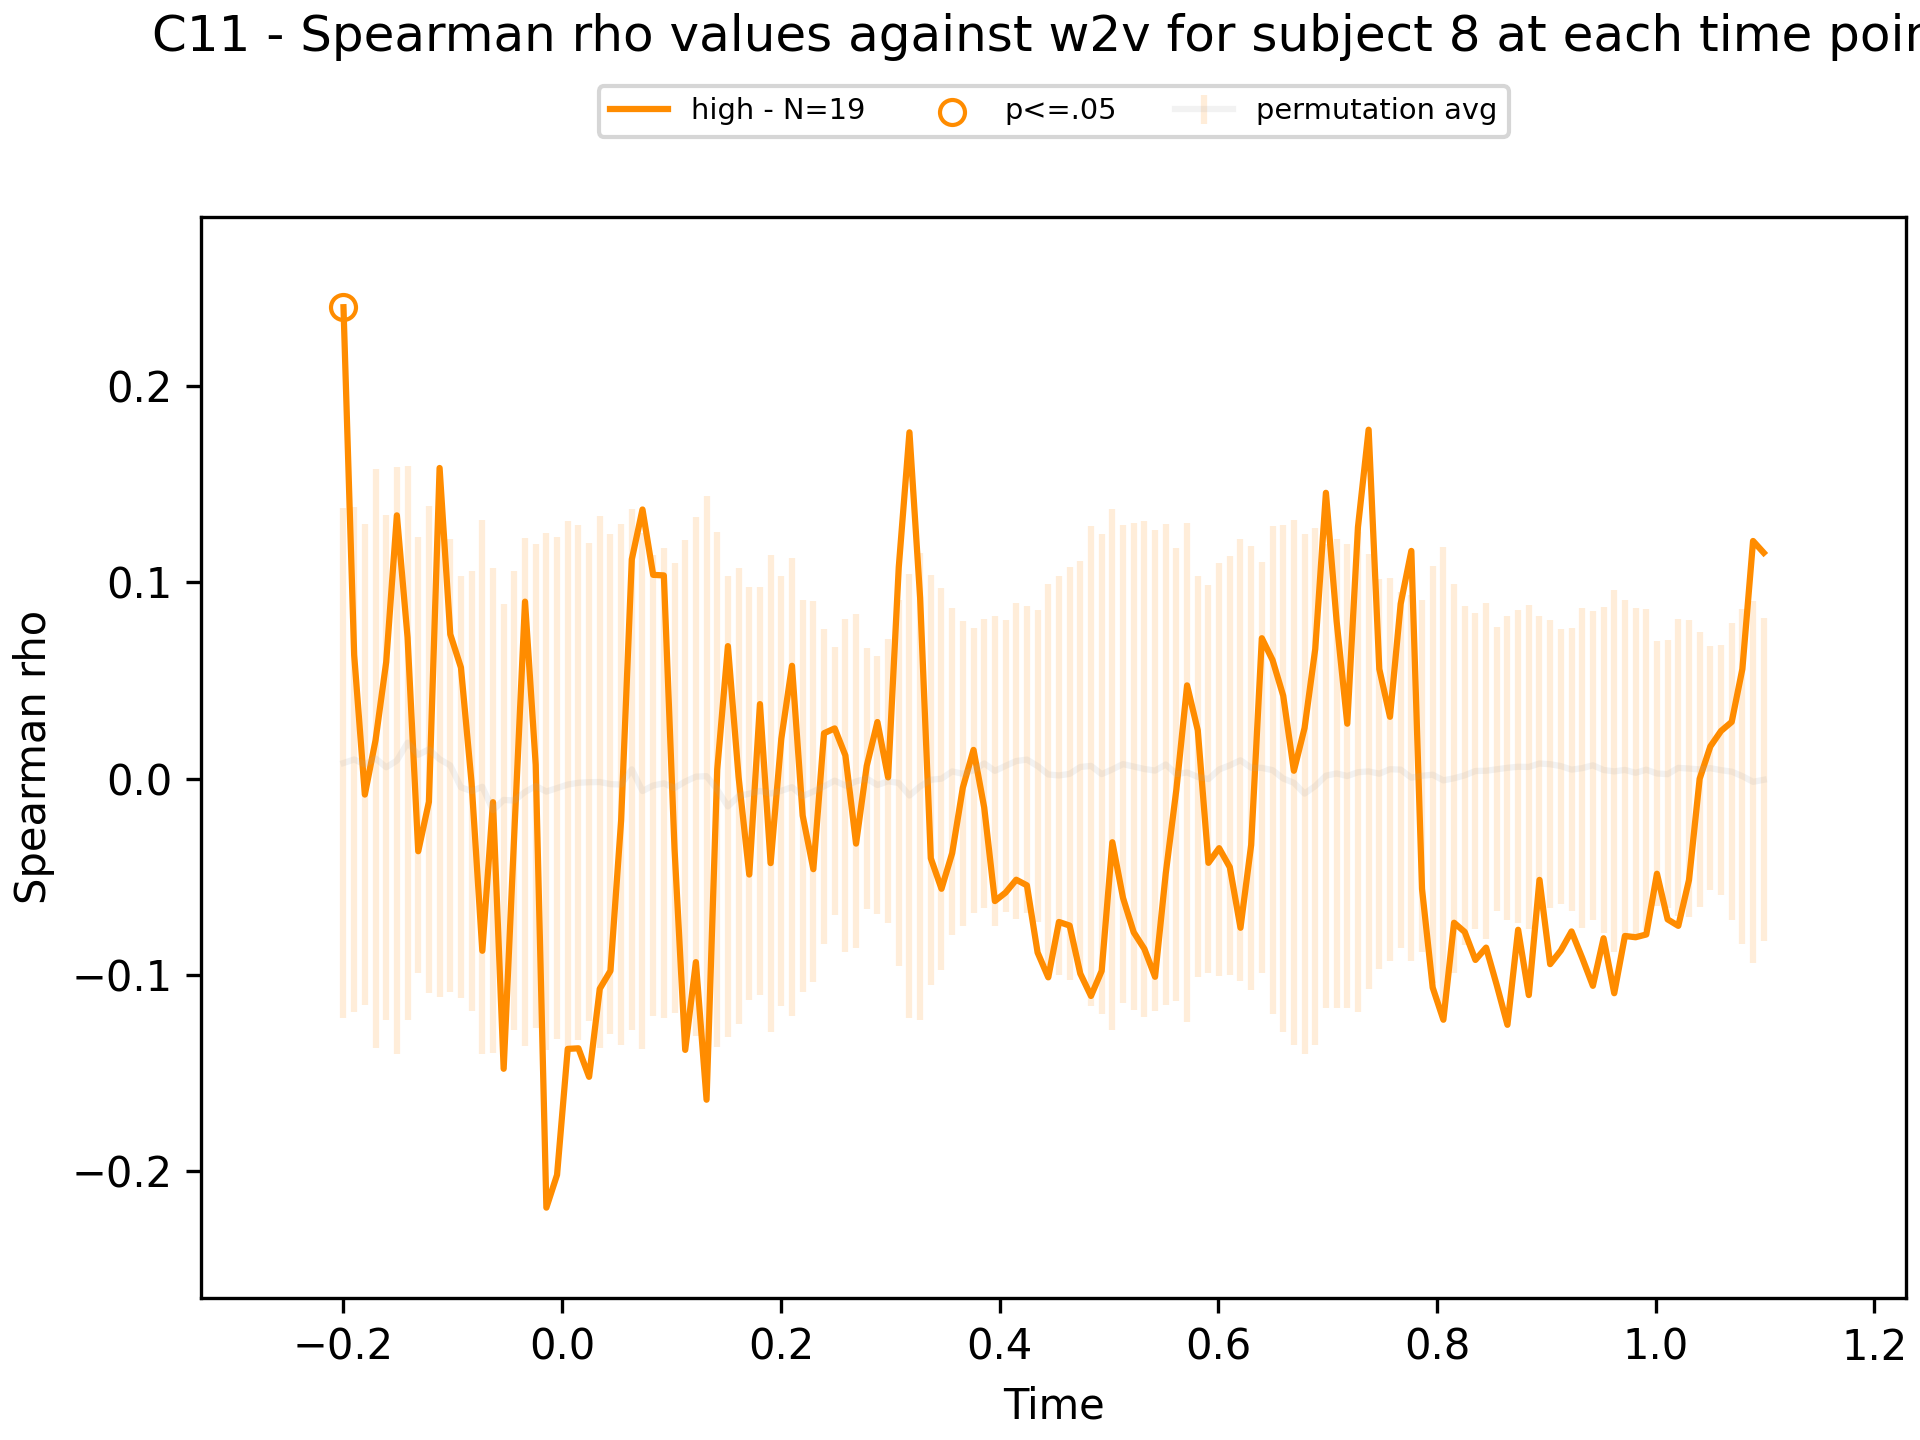 C11 - Spearman rho values against w2v for subject 8 at each time poin
high - N=19
p<=.05
permutation avg
0.2
0.1
0.0
−0.1
−0.2
Spearman rho
−0.2
0.0
0.2
0.4
0.6
0.8
1.0
1.2
Time